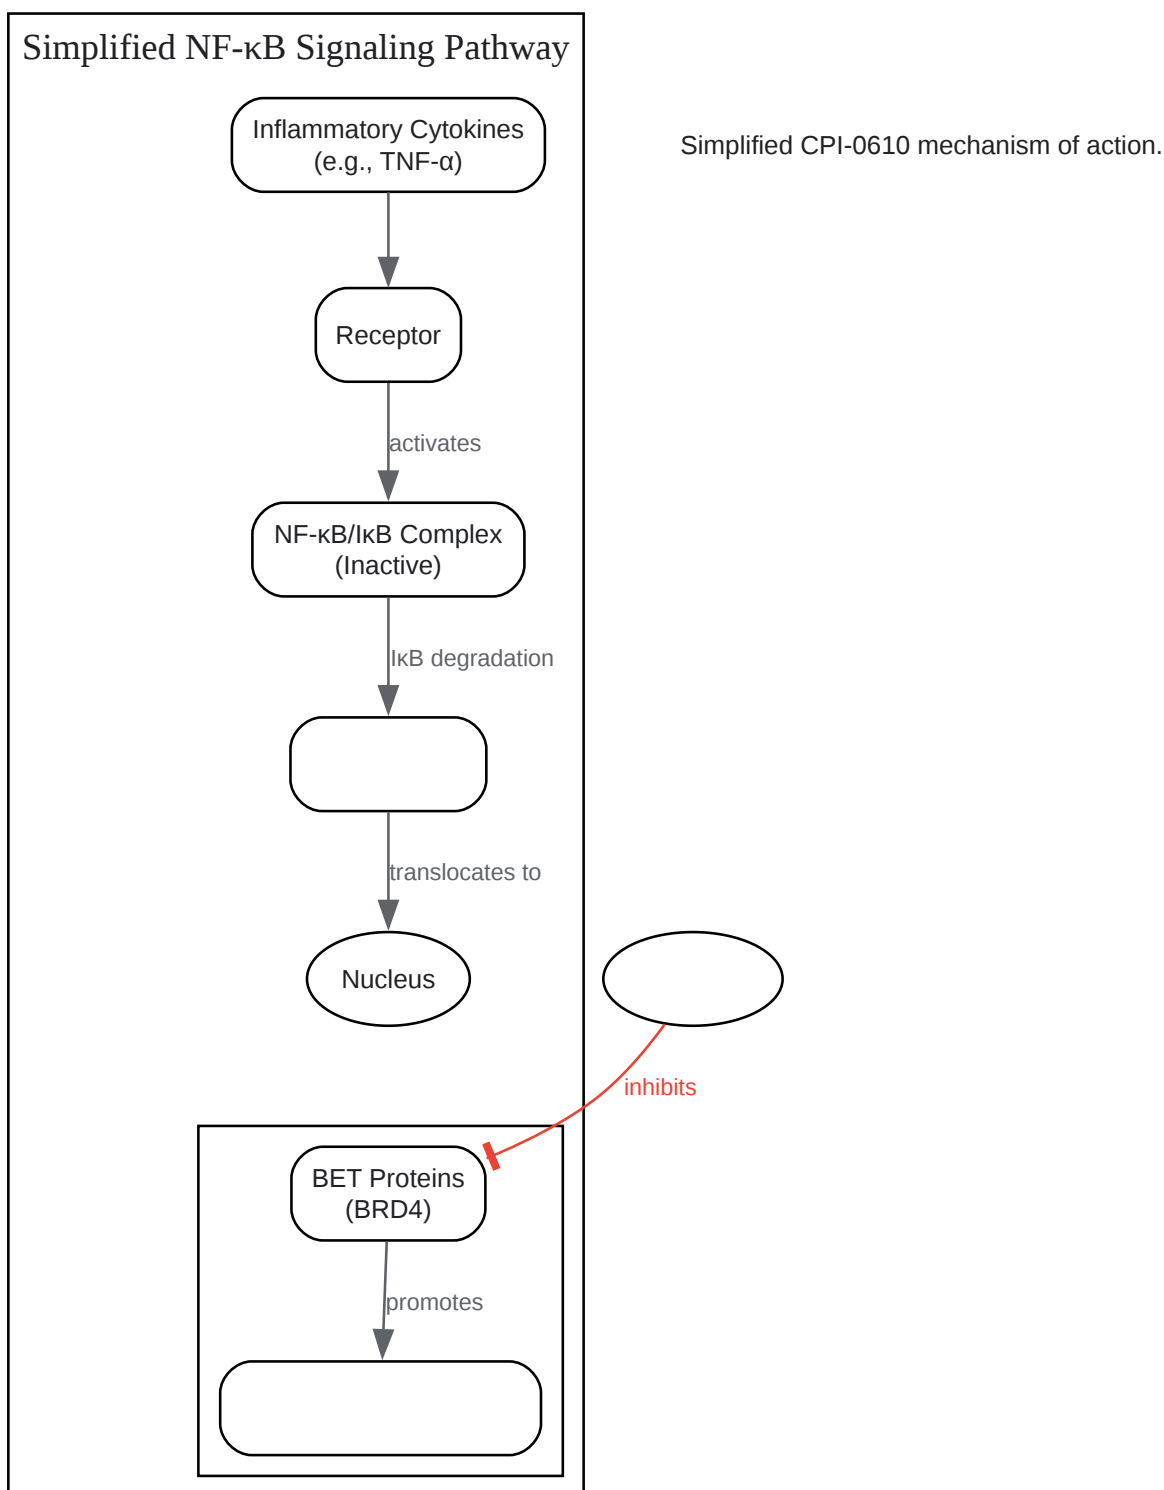 Simplified NF-κB Signaling Pathway
Inflammatory Cytokines
(e.g., TNF-α)
Simplified CPI-0610 mechanism of action.
Receptor
activates
NF-κB/IκB Complex
(Inactive)
IκB degradation
translocates to
Nucleus
inhibits
BET Proteins
(BRD4)
promotes